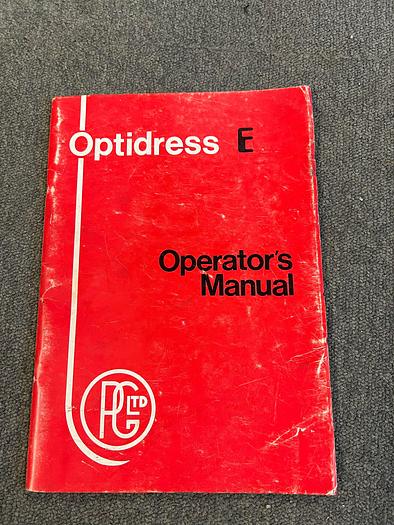 Optidress E
Operator's
Manual
PG LTD